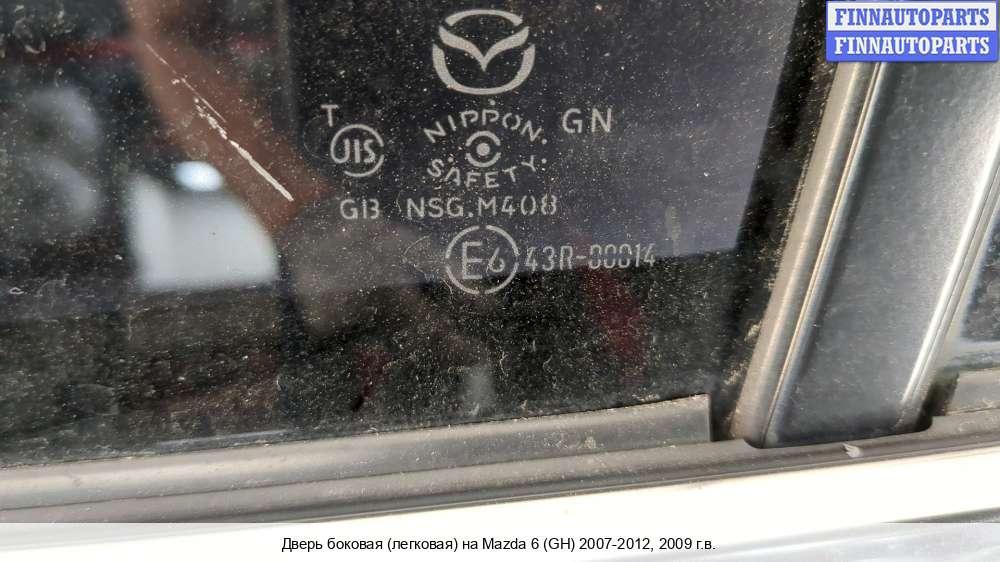 FINNAUTOPARTS
FINNAUTOPARTS
T
JIS
NIPPON.
SAFETY.
GN
GB NSG.M408
E6 43R-00014
Дверь боковая (легковая) на Mazda 6 (GH) 2007-2012, 2009 г.в.